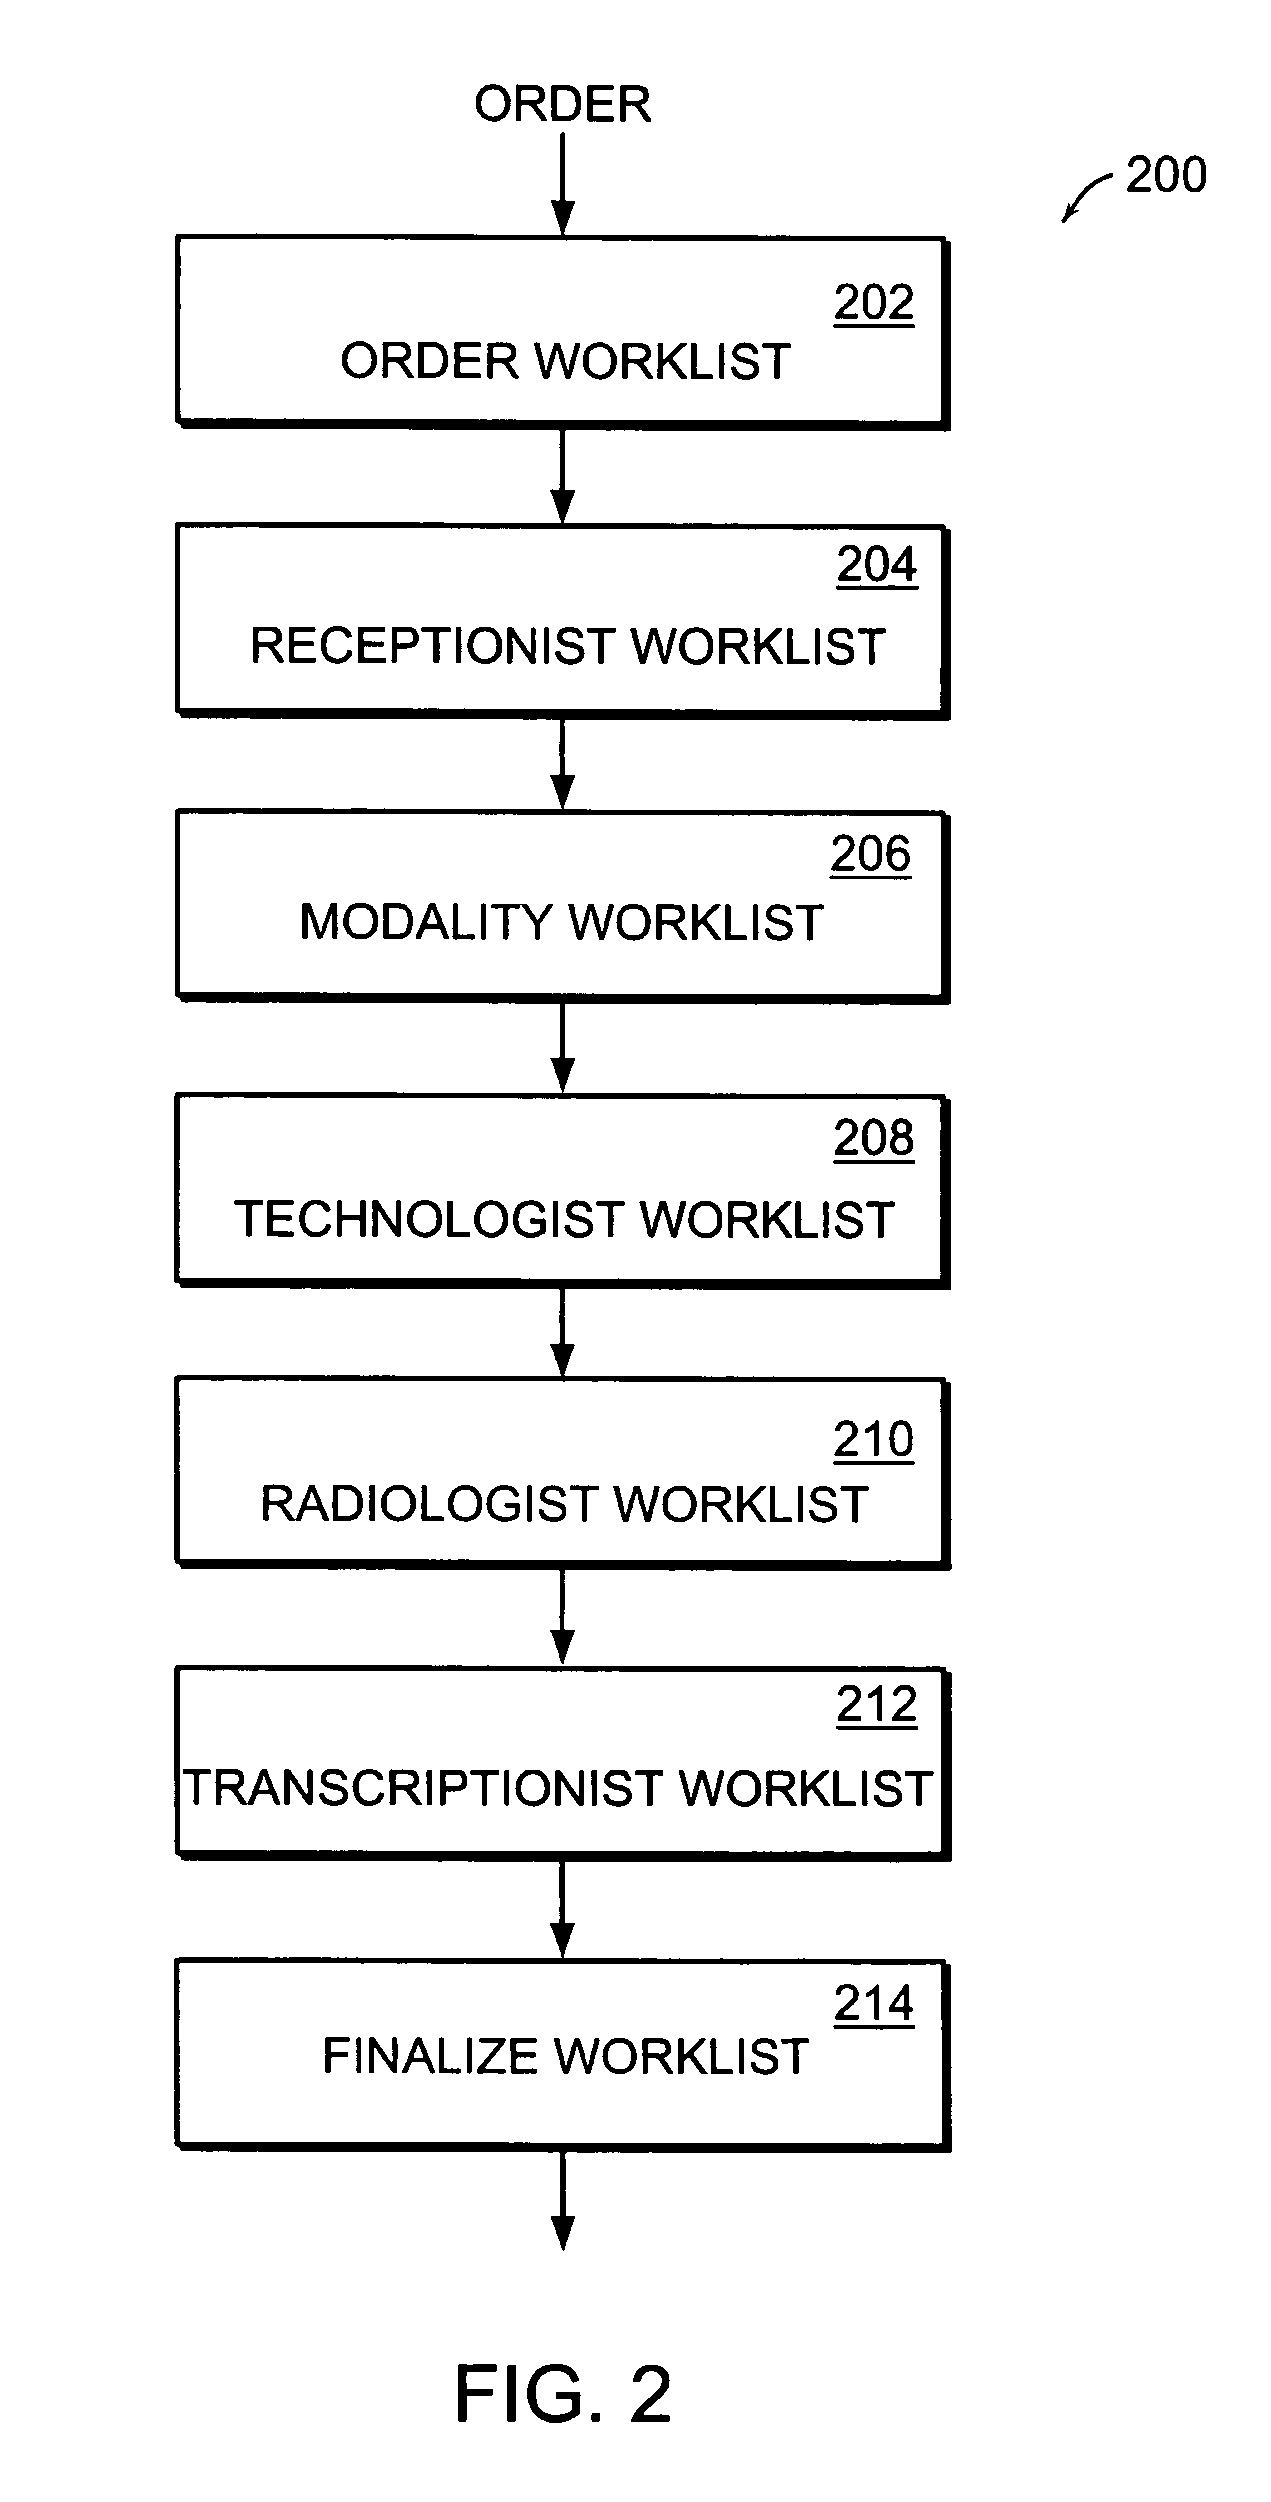 ORDER
200
202
ORDER WORKLIST
204
RECEPTIONIST WORKLIST
206
MODALITY WORKLIST
208
TECHNOLOGIST WORKLIST
210
RADIOLOGIST WORKLIST
212
TRANSCRIPTIONIST WORKLIST
214
FINALIZE WORKLIST
FIG. 2